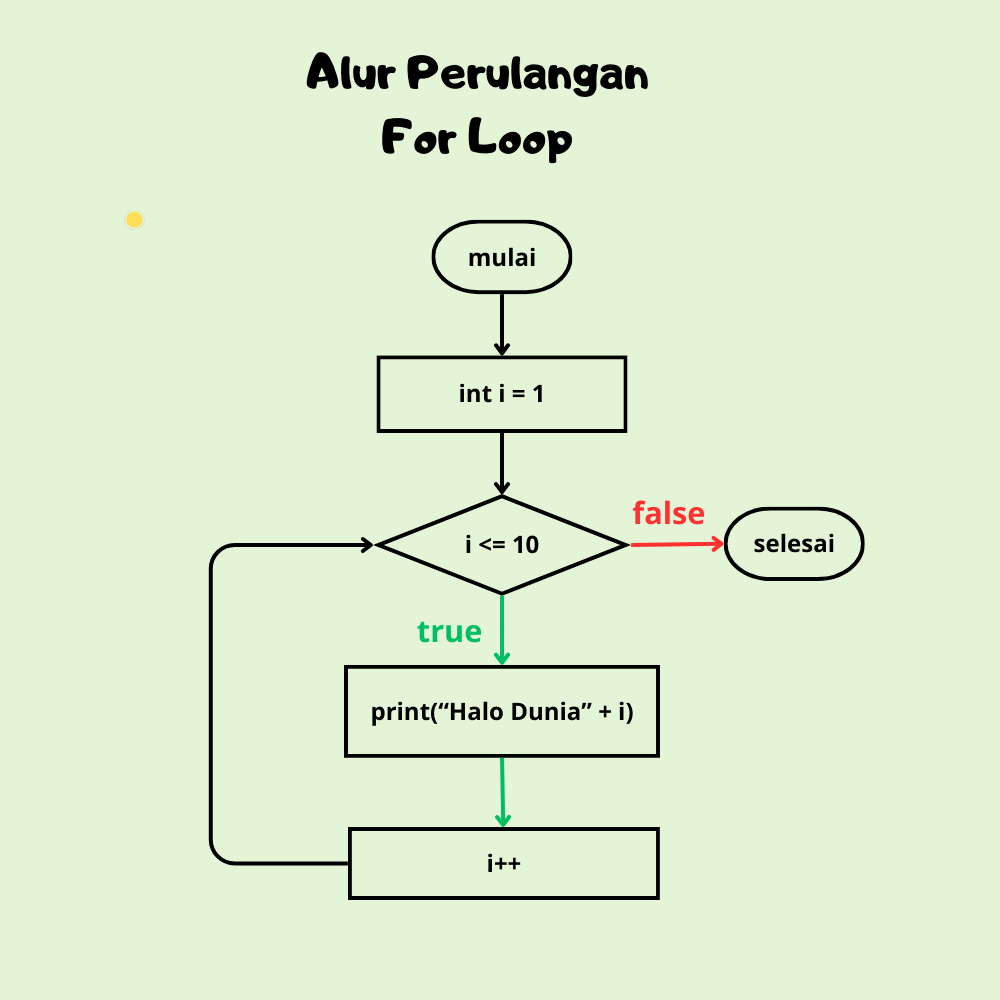 Alur Perulangan
For Loop
mulai
int i = 1
i <= 10
false
selesai
true
print(“Halo Dunia” + i)
i++